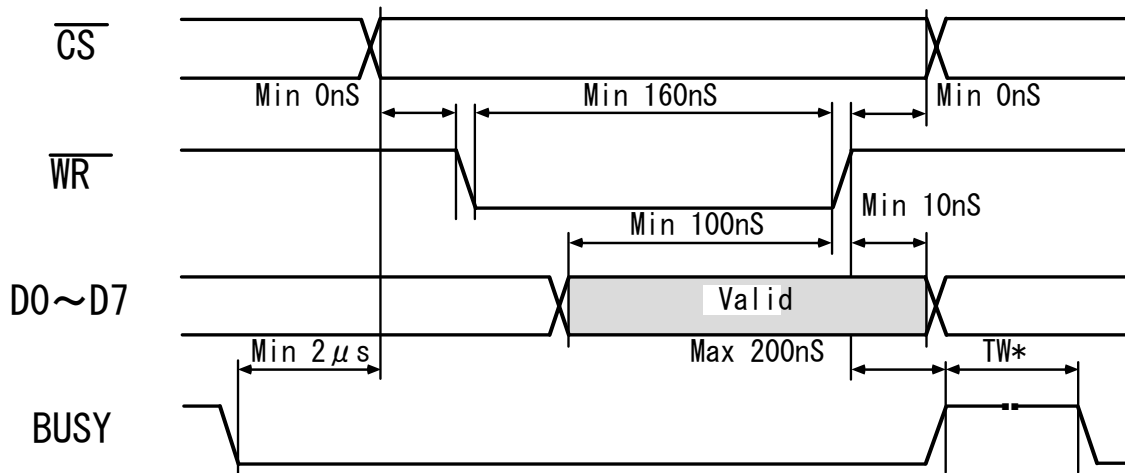 CS
Min 0nS
Min 160nS
Min 0nS
WR
Min 100nS
Min 10nS
D0〜D7
Valid
Min 2μs
Max 200nS
TW*
BUSY